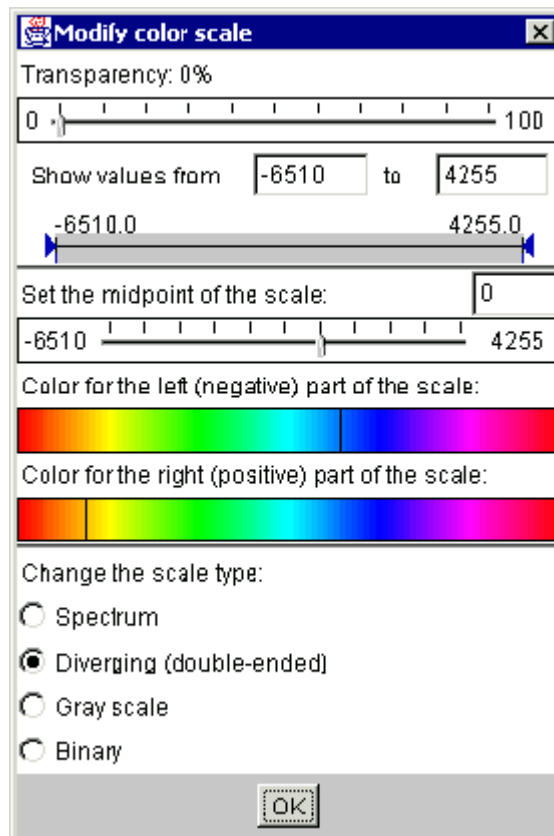 Modify color scale
Transparency: 0%
0 100
Show values from -6510 to 4255
-6510.0 4255.0
Set the midpoint of the scale: 0
-6510 4255
Color for the left (negative) part of the scale:
Color for the right (positive) part of the scale:
Change the scale type:
Spectrum
Diverging (double-ended)
Gray scale
Binary
OK